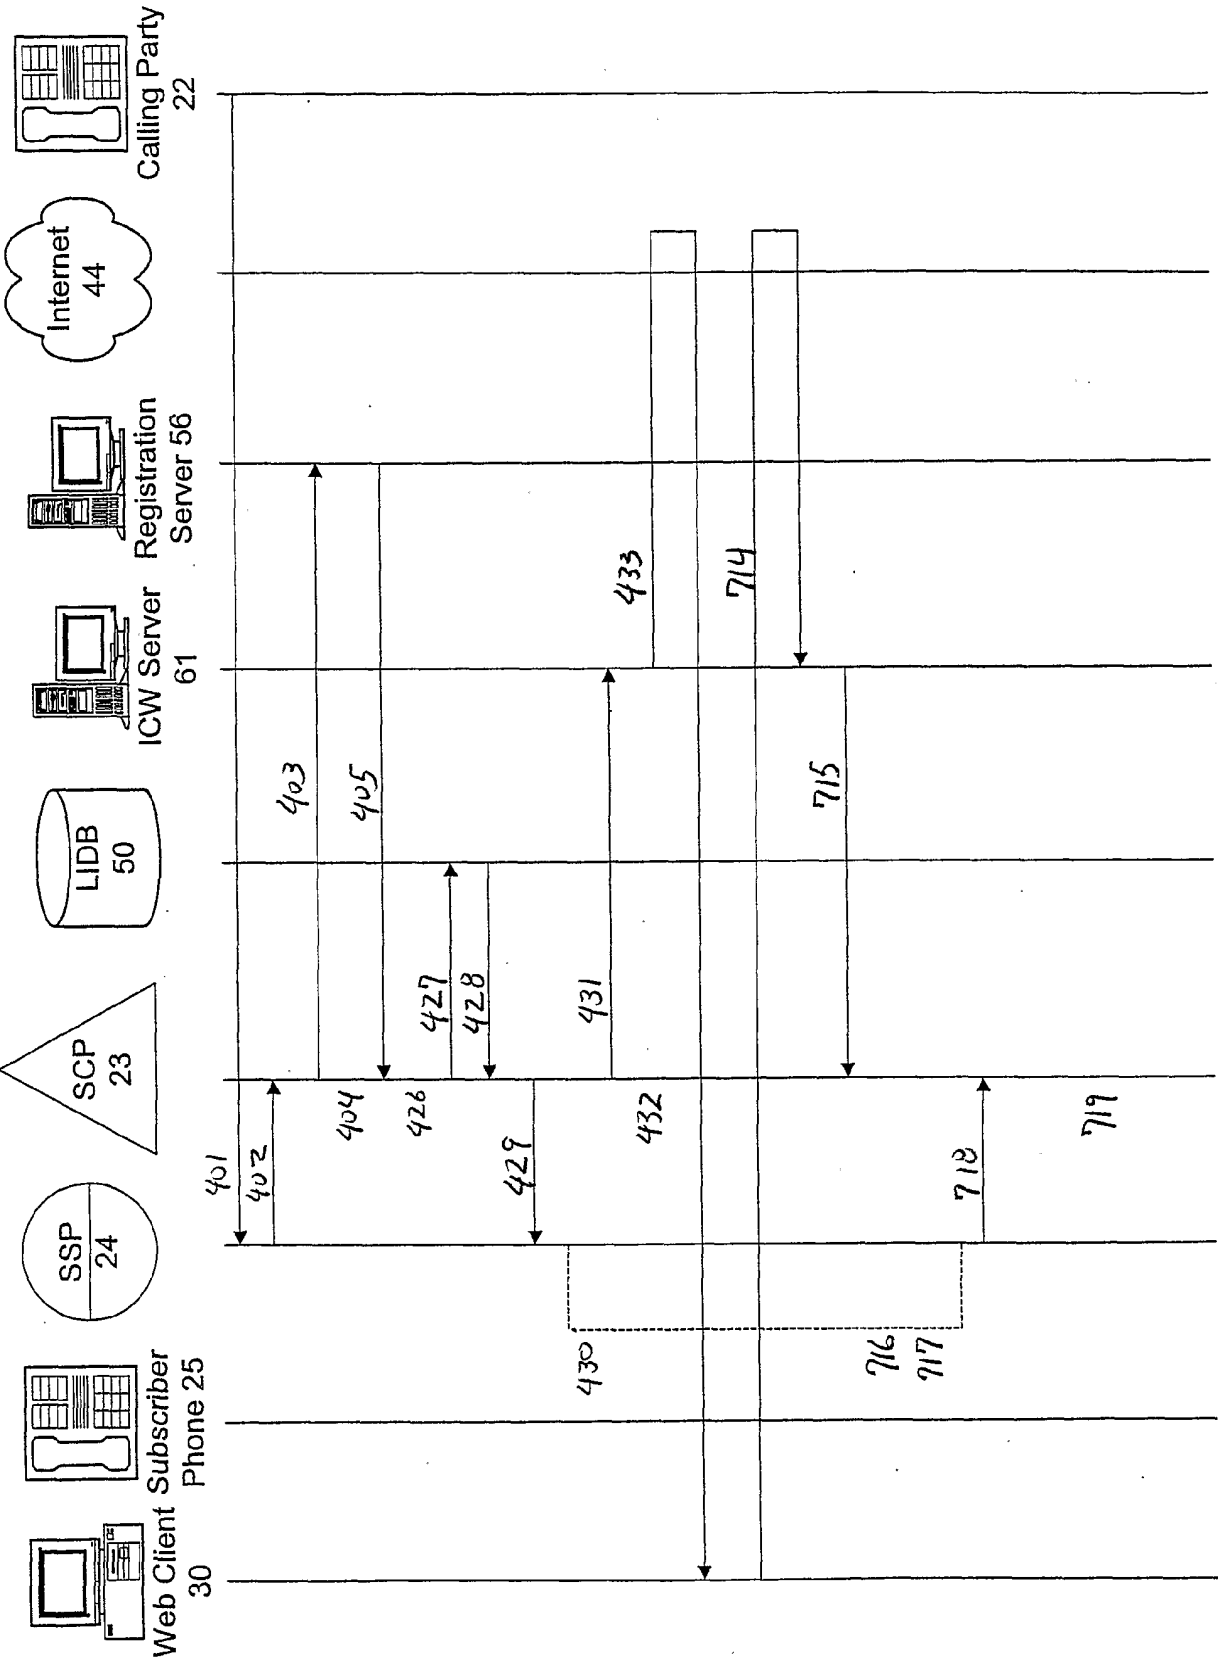 Web Client
30
Subscriber
Phone 25
SSP
24
SCP
23
LIDB
50
ICW Server
61
Registration
Server 56
Internet
44
Calling Party
22
401
402
403
404
405
426
427
428
429
430
431
432
433
714
715
716
717
718
719